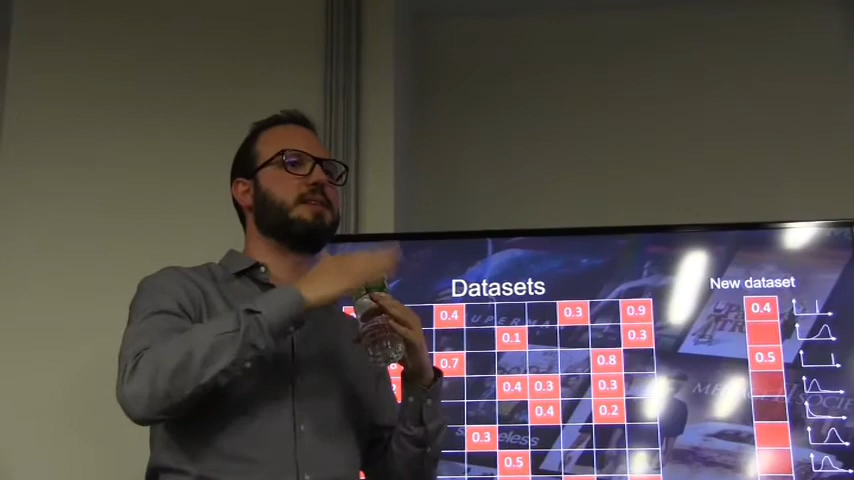 Datasets
New dataset
0.4 0.3 0.9 0.4
0.1 0.3
0.7 0.8 0.5
0.4 0.3 0.3
0.4 0.2
0.3
0.5